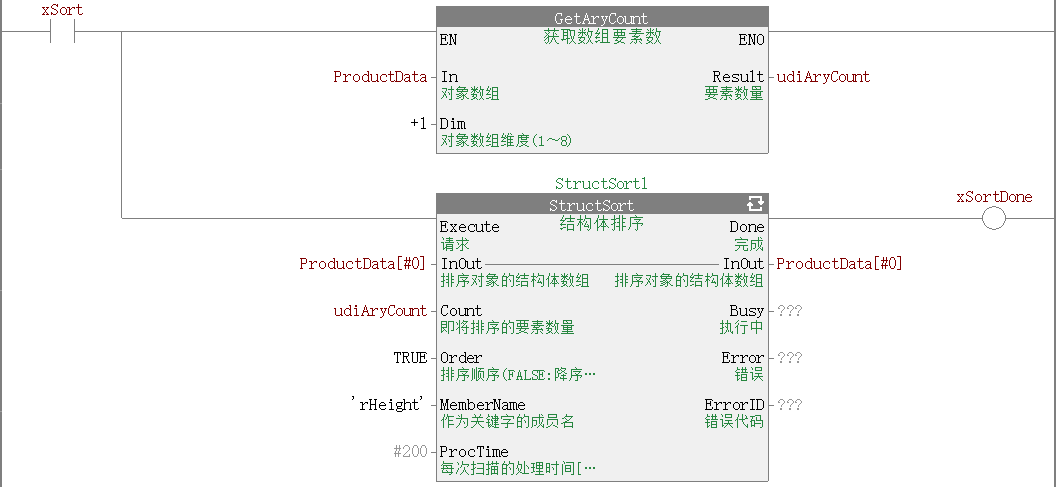 xSort
GetAryCount
获取数组要素数
EN
ENO
ProductData
In
Result
udiAryCount
对象数组
要素数量
+1
Dim
对象数组维度(1～8)
StructSort1
StructSort
xSortDone
结构体排序
Execute
Done
请求
完成
ProductData[#0]
InOut
InOut
ProductData[#0]
排序对象的结构体数组
排序对象的结构体数组
udiAryCount
Count
Busy
???
即将排序的要素数量
执行中
TRUE
Order
Error
???
排序顺序(FALSE:降序…
错误
'rHeight'
MemberName
ErrorID
???
作为关键字的成员名
错误代码
#200
ProcTime
每次扫描的处理时间[…